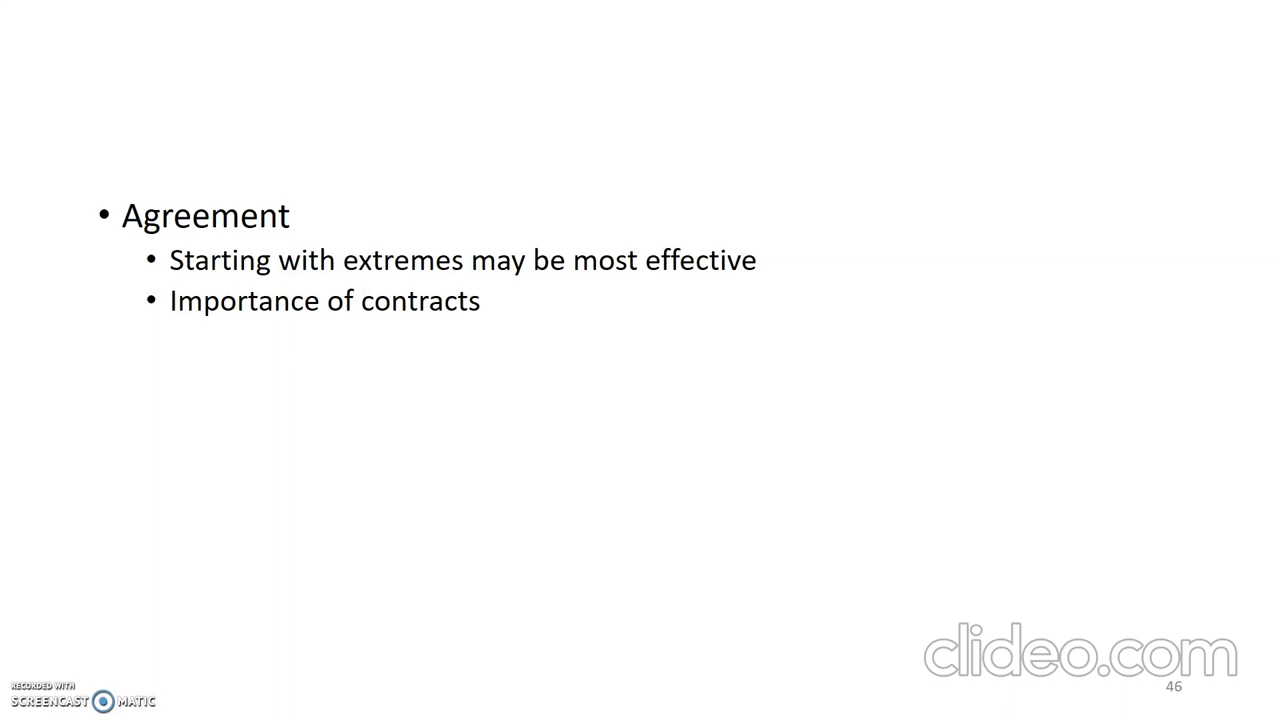 • Agreement
• Starting with extremes may be most effective
• Importance of contracts
clideo.com
46
RECORDED WITH
SCREENCAST MATIC